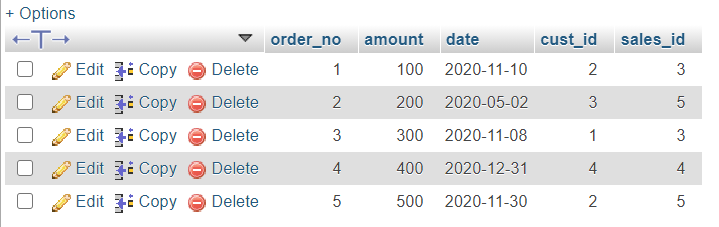 + Options
←T→ order_no amount date cust_id sales_id
Edit Copy Delete 1 100 2020-11-10 2 3
Edit Copy Delete 2 200 2020-05-02 3 5
Edit Copy Delete 3 300 2020-11-08 1 3
Edit Copy Delete 4 400 2020-12-31 4 4
Edit Copy Delete 5 500 2020-11-30 2 5